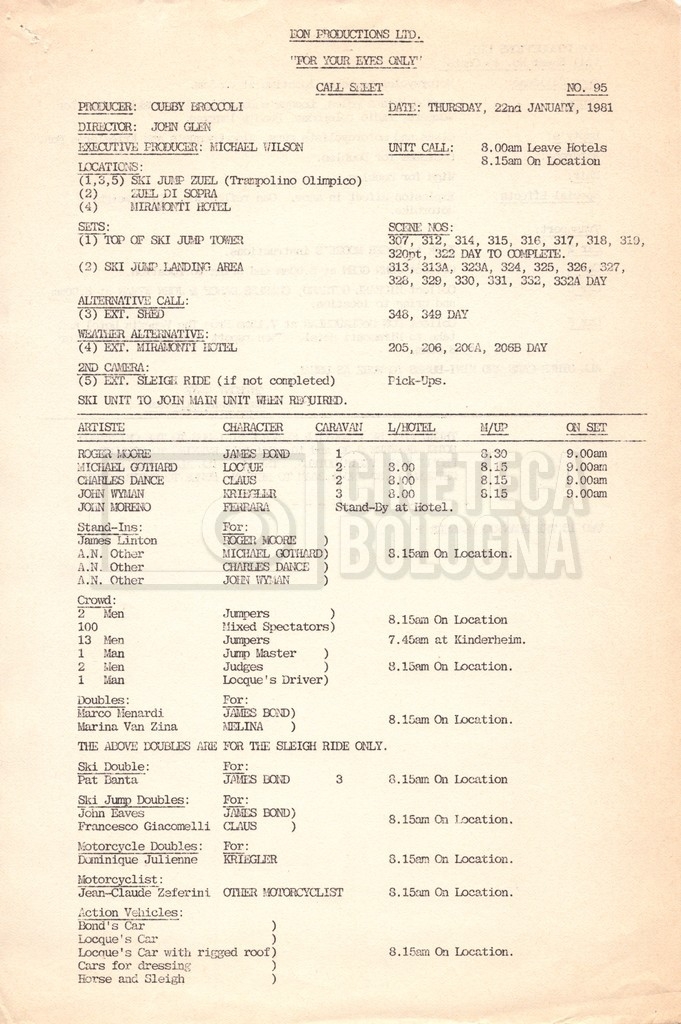 EON PRODUCTIONS LTD.
"FOR YOUR EYES ONLY"
CALL SHEET NO. 95
PRODUCER: CUBBY BROCCOLI DATE: THURSDAY, 22nd JANUARY, 1981
DIRECTOR: JOHN GLEN
EXECUTIVE PRODUCER: MICHAEL WILSON UNIT CALL: 8.00am Leave Hotels
8.15am On Location
LOCATIONS:
(1,3,5) SKI JUMP ZUEL (Trampolino Olimpico)
(2) ZUEL DI SOPRA
(4) MIRAMONTI HOTEL
SETS: SCENE NOS:
(1) TOP OF SKI JUMP TOWER 307, 312, 314, 315, 316, 317, 318, 319,
320pt, 322 DAY TO COMPLETE.
(2) SKI JUMP LANDING AREA 313, 313A, 323A, 324, 325, 326, 327,
328, 329, 330, 331, 332, 332A DAY
ALTERNATIVE CALL:
(3) EXT. SHED 348, 349 DAY
WEATHER ALTERNATIVE:
(4) EXT. MIRAMONTI HOTEL 205, 206, 206A, 206B DAY
2ND CAMERA:
(5) EXT. SLEIGH RIDE (if not completed) Pick-Ups.
SKI UNIT TO JOIN MAIN UNIT WHEN REQUIRED.
ARTISTE CHARACTER CARAVAN L/HOTEL M/UP ON SET
ROGER MOORE JAMES BOND 1 8.30 9.00am
MICHAEL GOTHARD LOCQUE 2 8.00 8.15 9.00am
CHARLES DANCE CLAUS 2 8.00 8.15 9.00am
JOHN WYMAN KRIEGLER 3 8.00 8.15 9.00am
JOHN MORENO FERRARA Stand-By at Hotel.
CINETECA
BOLOGNA
Stand-Ins: For:
James Linton ROGER MOORE )
A.N. Other MICHAEL GOTHARD) 8.15am On Location.
A.N. Other CHARLES DANCE )
A.N. Other JOHN WYMAN )
Crowd:
2 Men Jumpers ) 8.15am On Location
100 Mixed Spectators)
13 Men Jumpers 7.45am at Kinderheim.
1 Man Jump Master )
2 Men Judges ) 8.15am On Location.
1 Man Locque's Driver)
Doubles: For:
Marco Menardi JAMES BOND) 8.15am On Location.
Marina Van Zina MELINA )
THE ABOVE DOUBLES ARE FOR THE SLEIGH RIDE ONLY.
Ski Double: For:
Pat Banta JAMES BOND 3 8.15am On Location
Ski Jump Doubles: For:
John Eaves JAMES BOND) 8.15am On Location.
Francesco Giacomelli CLAUS )
Motorcycle Doubles: For:
Dominique Julienne KRIEGLER 8.15am On Location.
Motorcyclist:
Jean-Claude Zeferini OTHER MOTORCYCLIST 8.15am On Location.
Action Vehicles:
Bond's Car )
Locque's Car )
Locque's Car with rigged roof) 8.15am On Location.
Cars for dressing )
Horse and Sleigh )